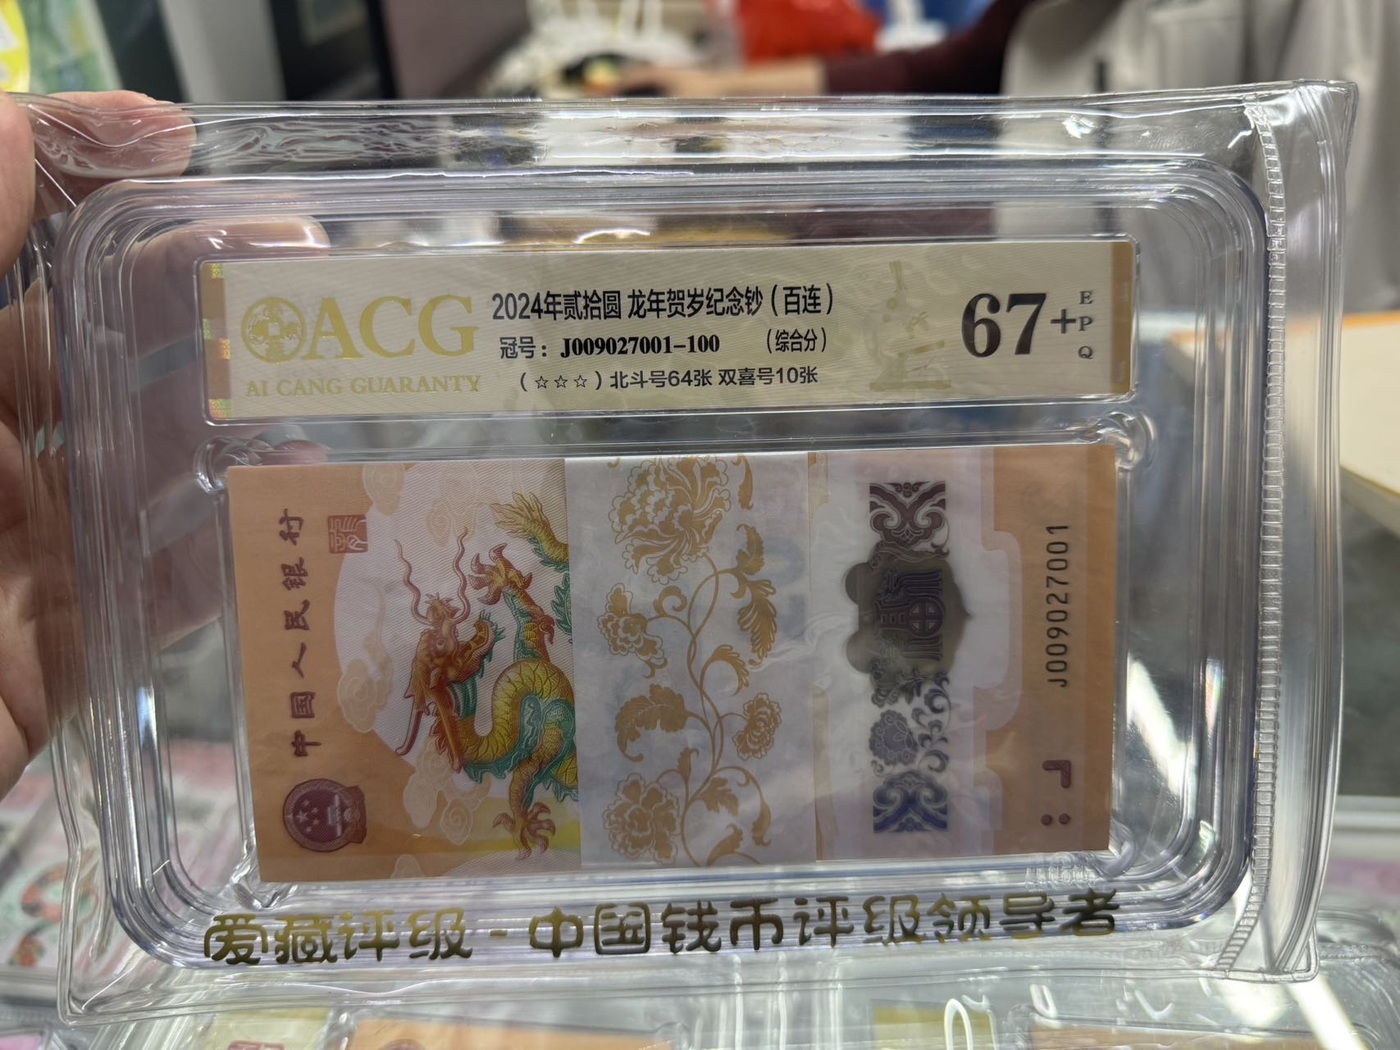 ACG
AI CANG GUARANTY
2024年贰拾圆 龙年贺岁纪念钞（百连）
冠号：J009027001-100 （综合分）
（☆☆☆）北斗号64张 双喜号10张
67+
EPQ
中国人民银行
J009027001
爱藏评级-中国钱币评级领导者